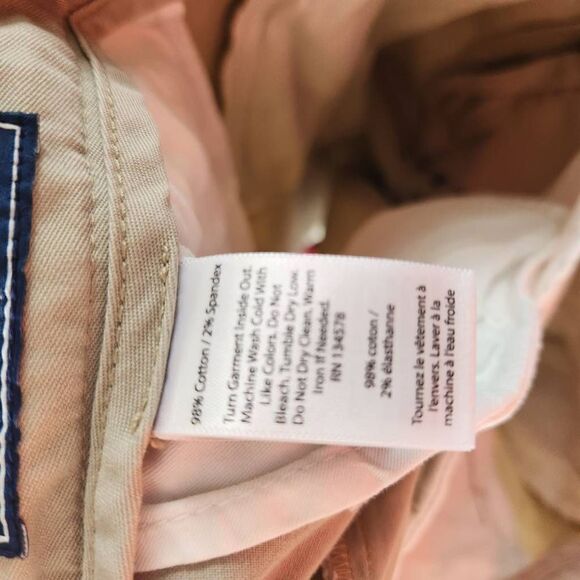 98% Cotton / 2% Spandex
Turn Garment Inside Out.
Machine Wash Cold With
Like Colors. Do Not
Bleach. Tumble Dry Low.
Do Not Dry Clean. Warm
Iron If Needed.
RN 134578
98% cotton /
2% élasthanne
Tournez le vêtement à
l'envers. Laver à la
machine à l'eau froide